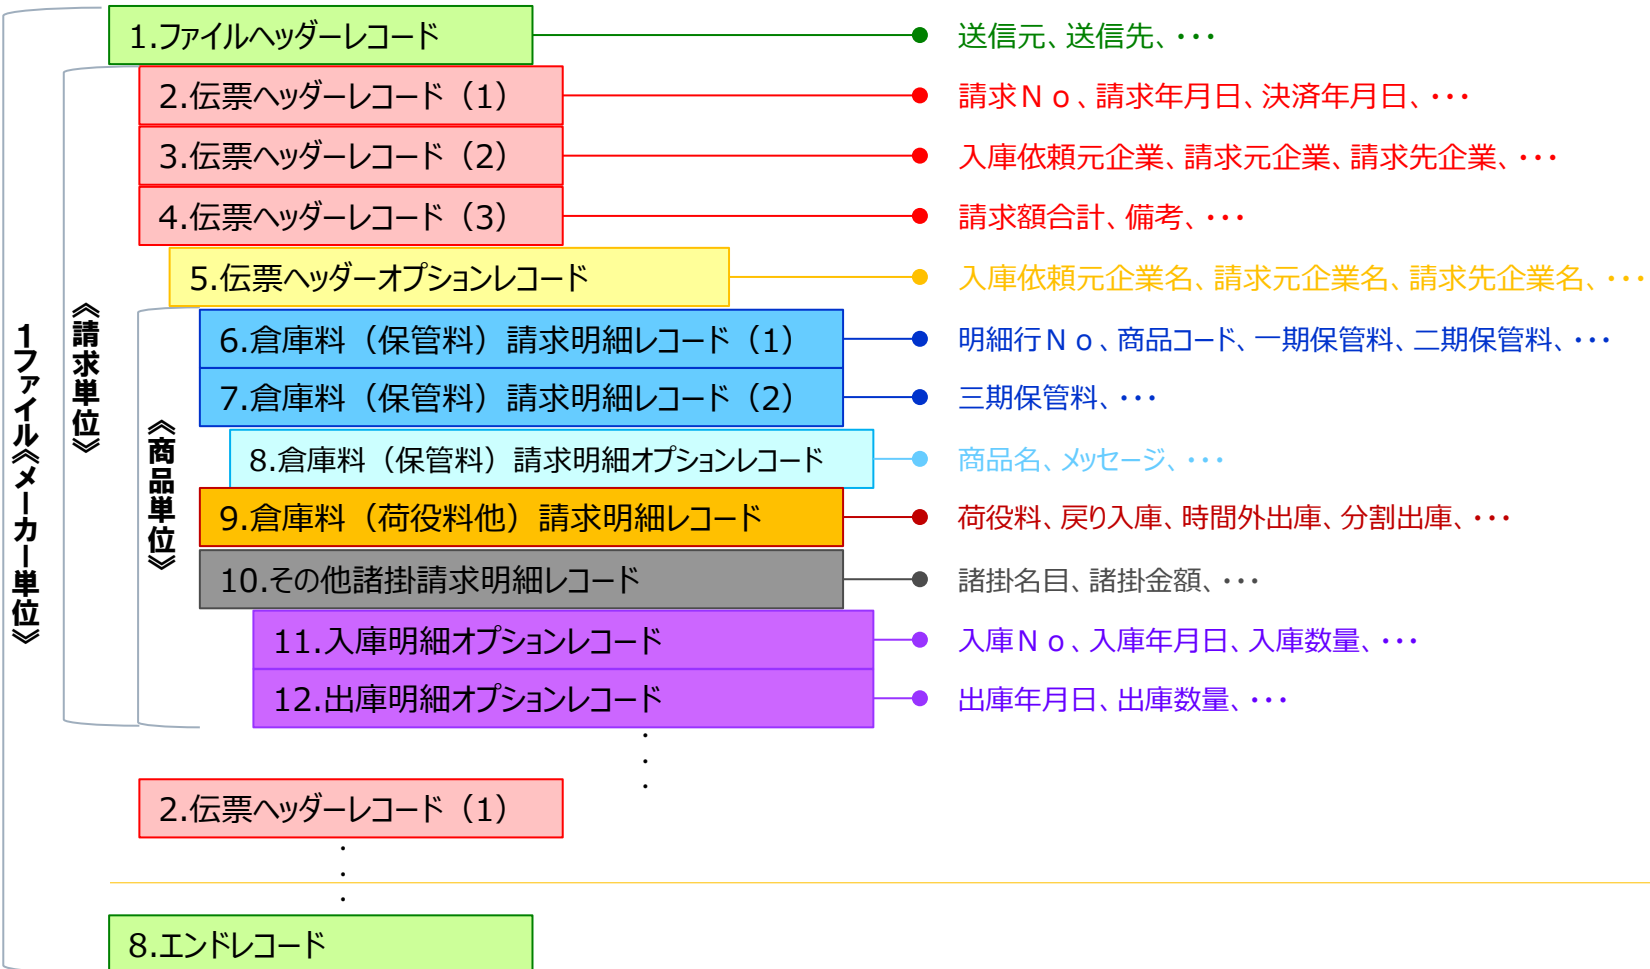 1.ファイルヘッダーレコード
送信元、送信先、・・・
2.伝票ヘッダーレコード（1）
請求Ｎｏ、請求年月日、決済年月日、・・・
3.伝票ヘッダーレコード（2）
入庫依頼元企業、請求元企業、請求先企業、・・・
4.伝票ヘッダーレコード（3）
請求額合計、備考、・・・
5.伝票ヘッダーオプションレコード
入庫依頼元企業名、請求元企業名、請求先企業名、・・・
6.倉庫料（保管料）請求明細レコード（1）
明細行Ｎｏ、商品コード、一期保管料、二期保管料、・・・
7.倉庫料（保管料）請求明細レコード（2）
三期保管料、・・・
8.倉庫料（保管料）請求明細オプションレコード
商品名、メッセージ、・・・
9.倉庫料（荷役料他）請求明細レコード
荷役料、戻り入庫、時間外出庫、分割出庫、・・・
10.その他諸掛請求明細レコード
諸掛名目、諸掛金額、・・・
11.入庫明細オプションレコード
入庫Ｎｏ、入庫年月日、入庫数量、・・・
12.出庫明細オプションレコード
出庫年月日、出庫数量、・・・
・・・
2.伝票ヘッダーレコード（1）
・・・
8.エンドレコード
1ファイル《メーカー単位》
《請求単位》
《商品単位》